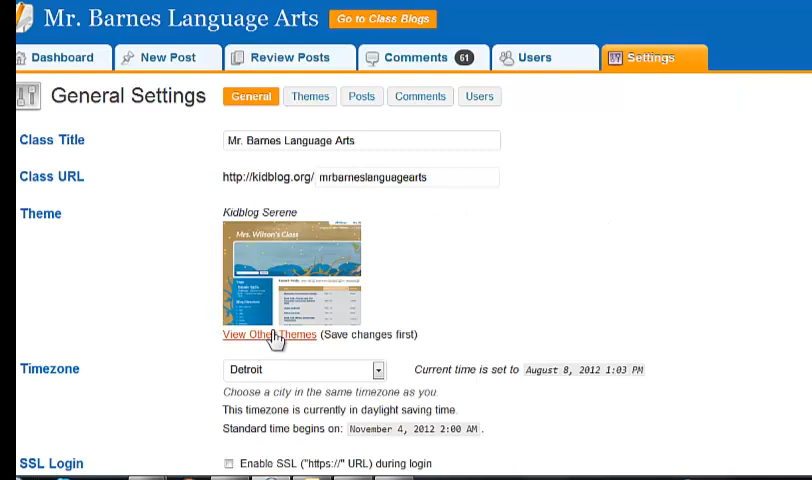 Mr. Barnes Language Arts Go to Class Blogs
Dashboard New Post Review Posts Comments 61 Users Settings
General Settings General Themes Posts Comments Users
Class Title Mr. Barnes Language Arts
Class URL http://kidblog.org/ mrbarneslanguagearts
Theme Kidblog Serene
Mrs. Wilson's Class
View Other Themes (Save changes first)
Timezone Detroit Current time is set to August 8, 2012 1:03 PM
Choose a city in the same timezone as you.
This timezone is currently in daylight saving time.
Standard time begins on: November 4, 2012 2:00 AM.
SSL Login Enable SSL ("https://" URL) during login